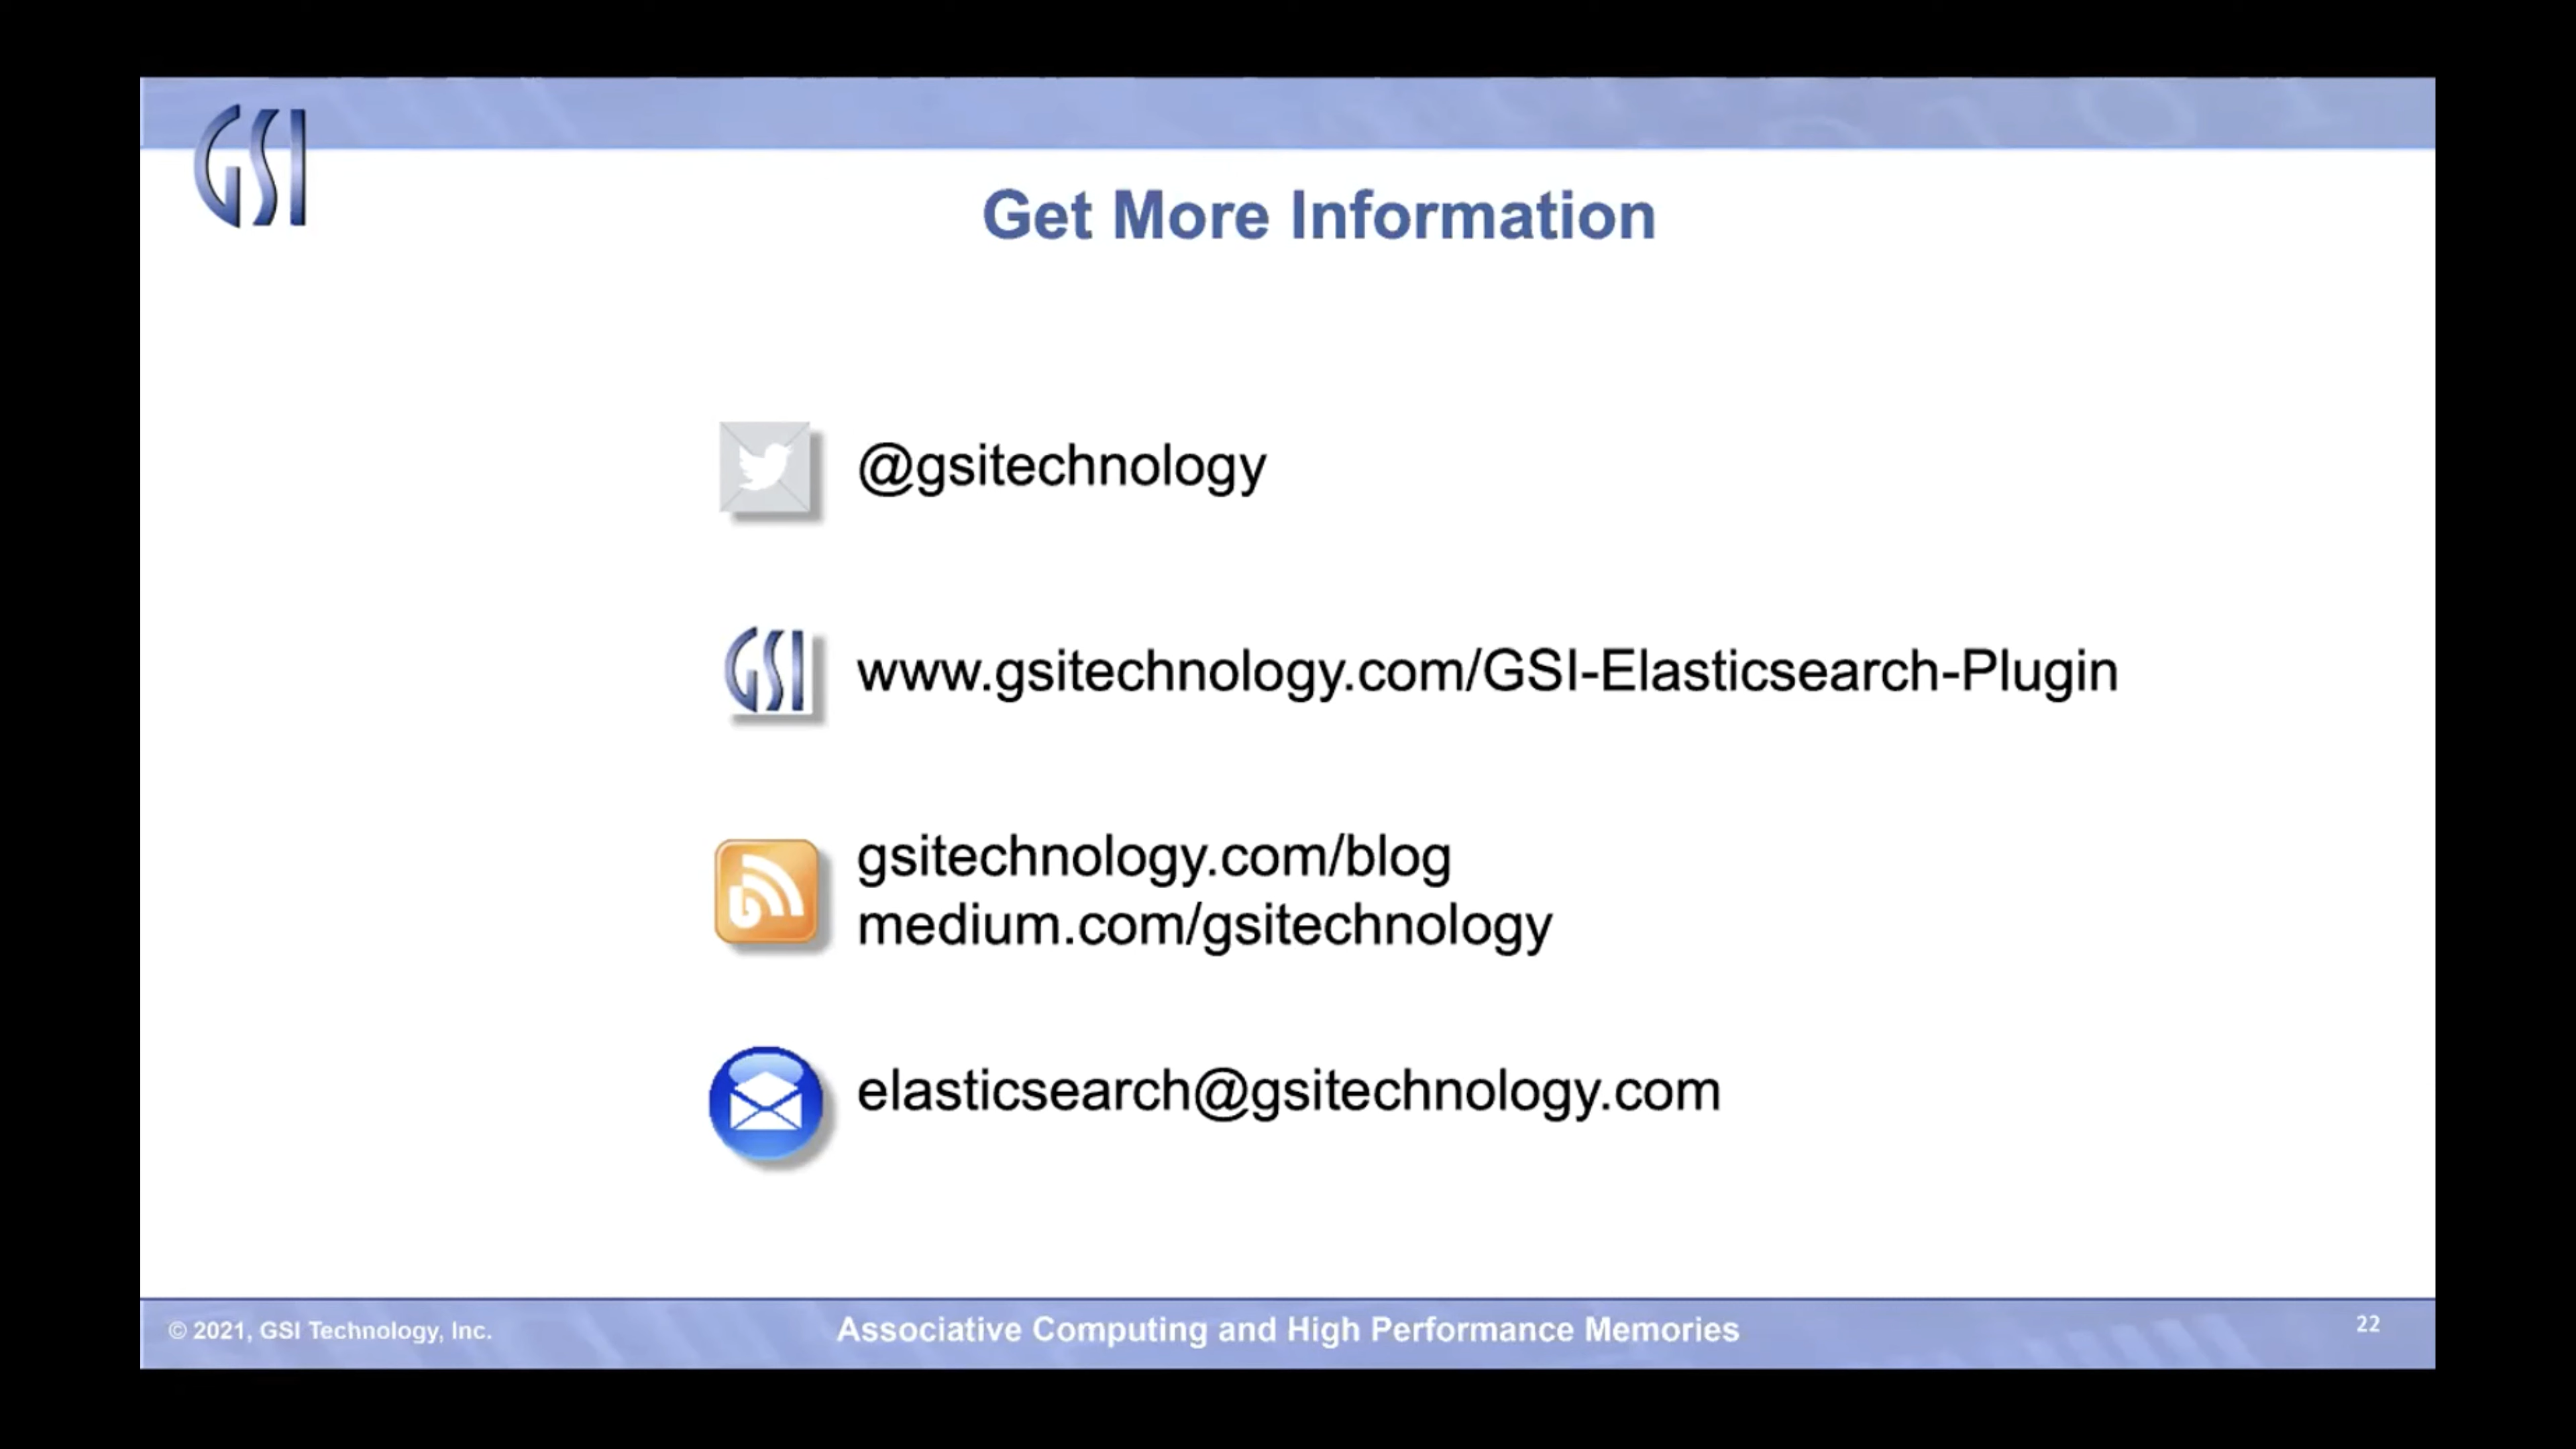 GSI
Get More Information
@gsitechnology
GSI
www.gsitechnology.com/GSI-Elasticsearch-Plugin
gsitechnology.com/blog
medium.com/gsitechnology
elasticsearch@gsitechnology.com
© 2021, GSI Technology, Inc.
Associative Computing and High Performance Memories
22